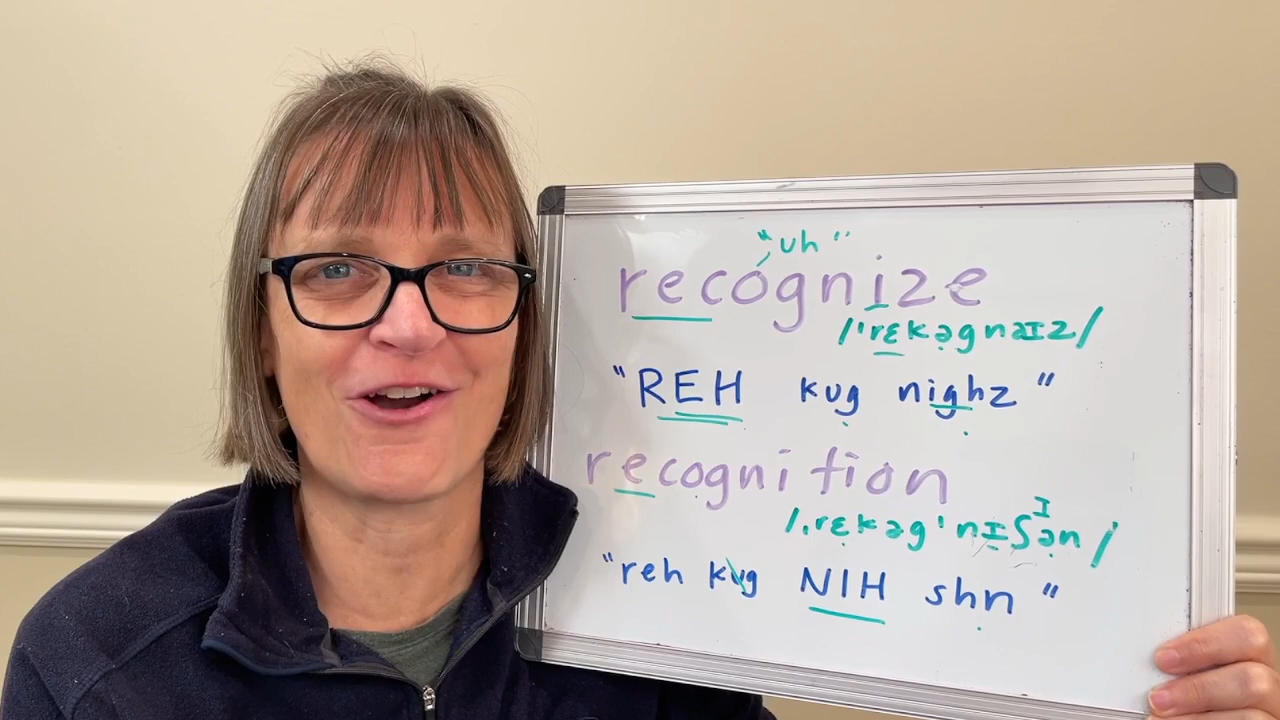 "uh"
recognize
/ˈrɛkəgnaɪz/
"REH kug nighz"
recognition
/ˌrɛkəgˈnɪʃən/
ɪ
"reh kug NIH shn"